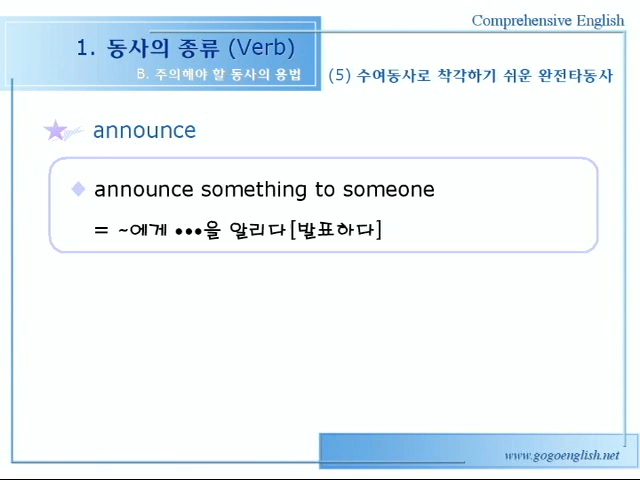 Comprehensive English
1. 동사의 종류 (Verb)
B. 주의해야 할 동사의 용법
(5) 수여동사로 착각하기 쉬운 완전타동사
announce
announce something to someone
= ~에게 •••을 알리다[발표하다]
www.gogoenglish.net